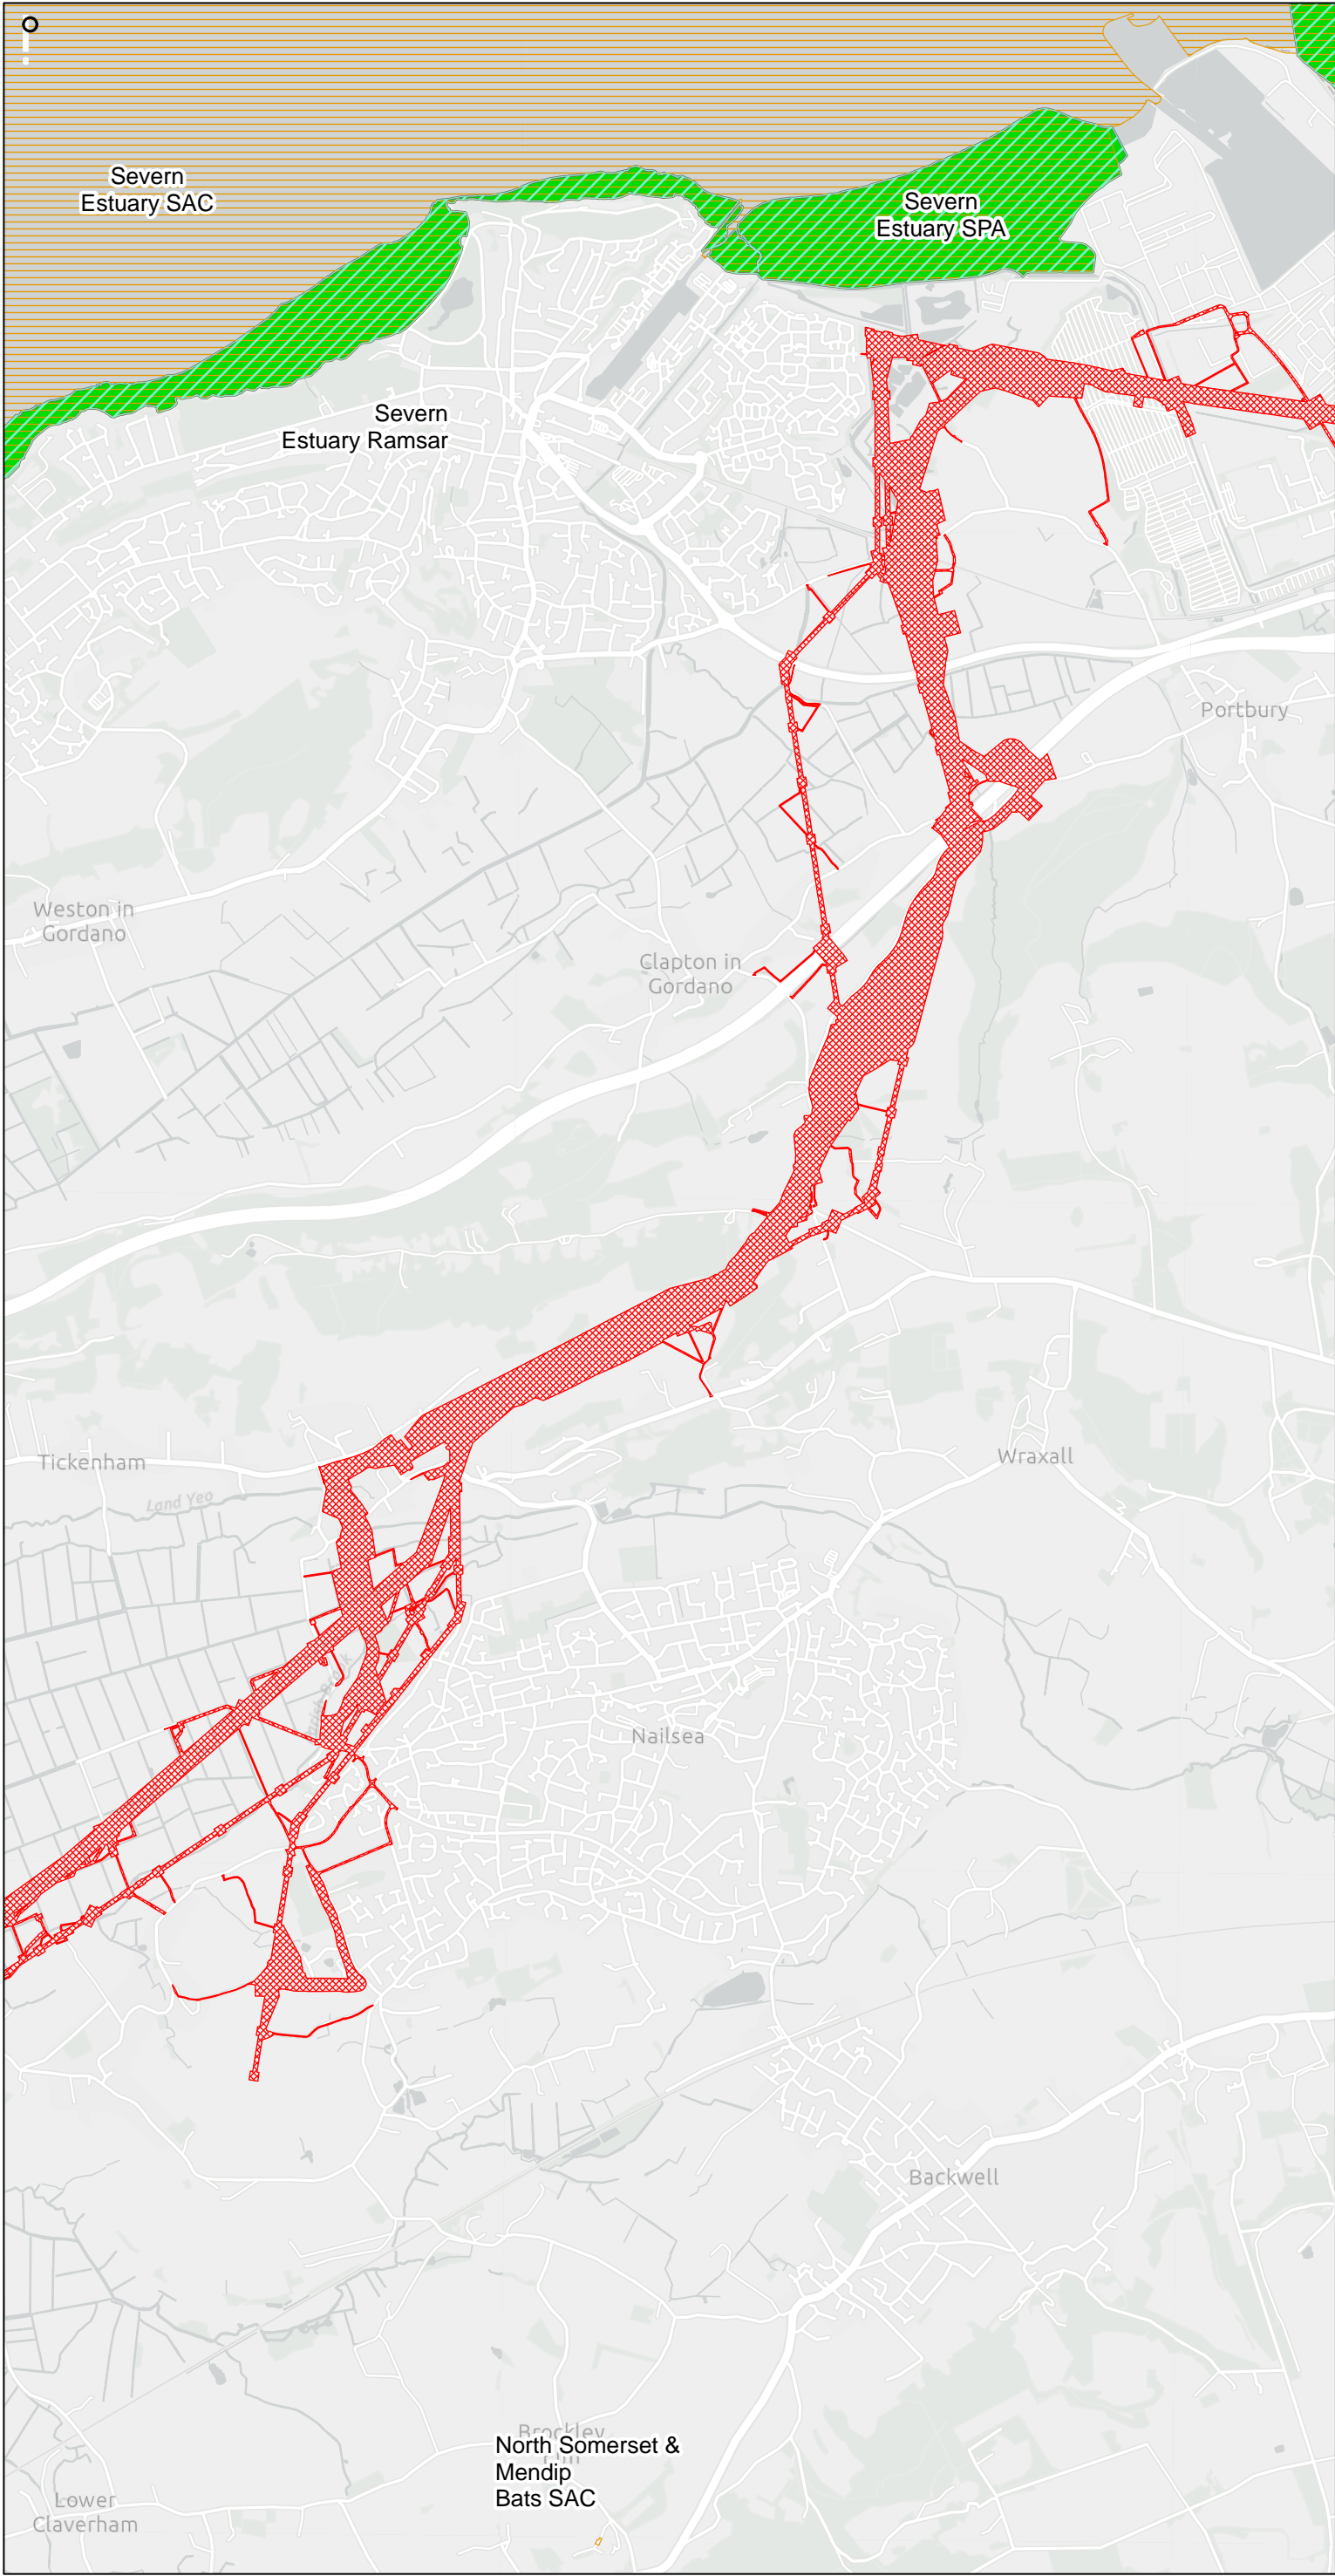 Severn
Estuary SAC
Severn
Estuary SPA
Severn
Estuary Ramsar
Portbury
Weston in
Gordano
Clapton in
Gordano
Tickenham
Wraxall
Land Yeo
Nailsea
Backwell
Brockley
North Somerset &
Mendip
Bats SAC
Lower
Claverham